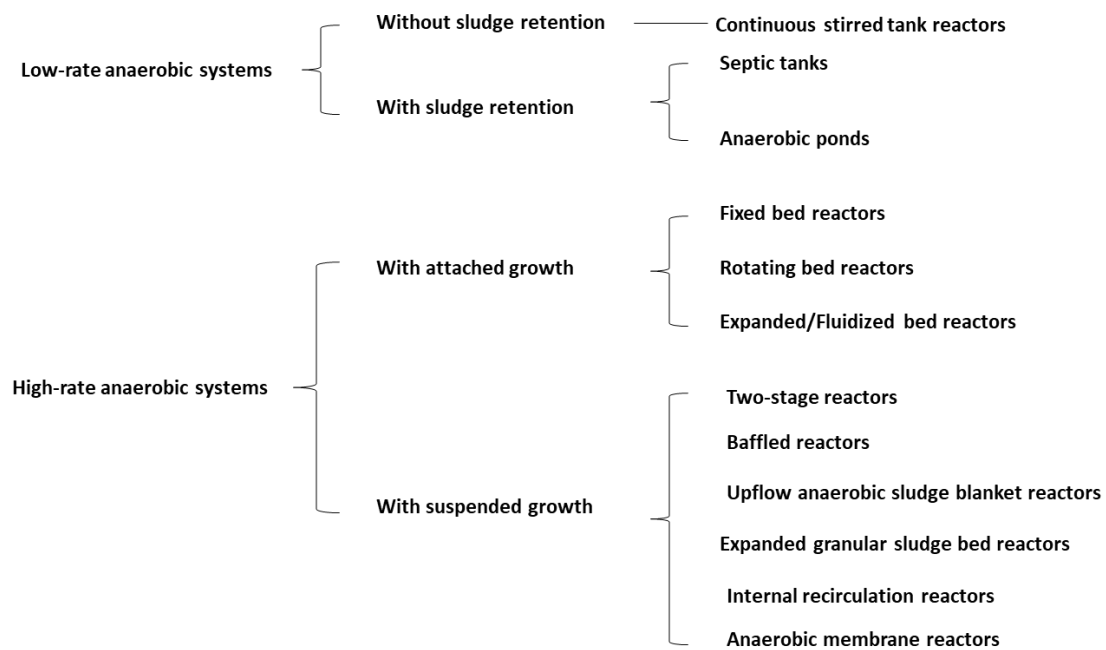 Low-rate anaerobic systems
Without sludge retention
Continuous stirred tank reactors
With sludge retention
Septic tanks
Anaerobic ponds
High-rate anaerobic systems
With attached growth
Fixed bed reactors
Rotating bed reactors
Expanded/Fluidized bed reactors
With suspended growth
Two-stage reactors
Baffled reactors
Upflow anaerobic sludge blanket reactors
Expanded granular sludge bed reactors
Internal recirculation reactors
Anaerobic membrane reactors